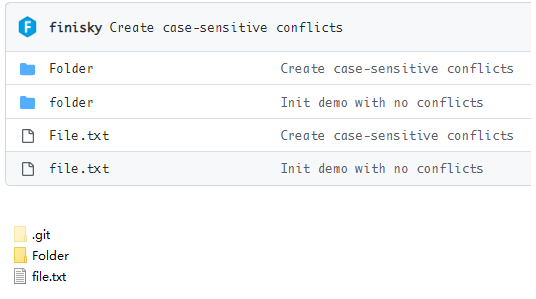 finisky Create case-sensitive conflicts
Folder Create case-sensitive conflicts
folder Init demo with no conflicts
File.txt Create case-sensitive conflicts
file.txt Init demo with no conflicts
.git
Folder
file.txt